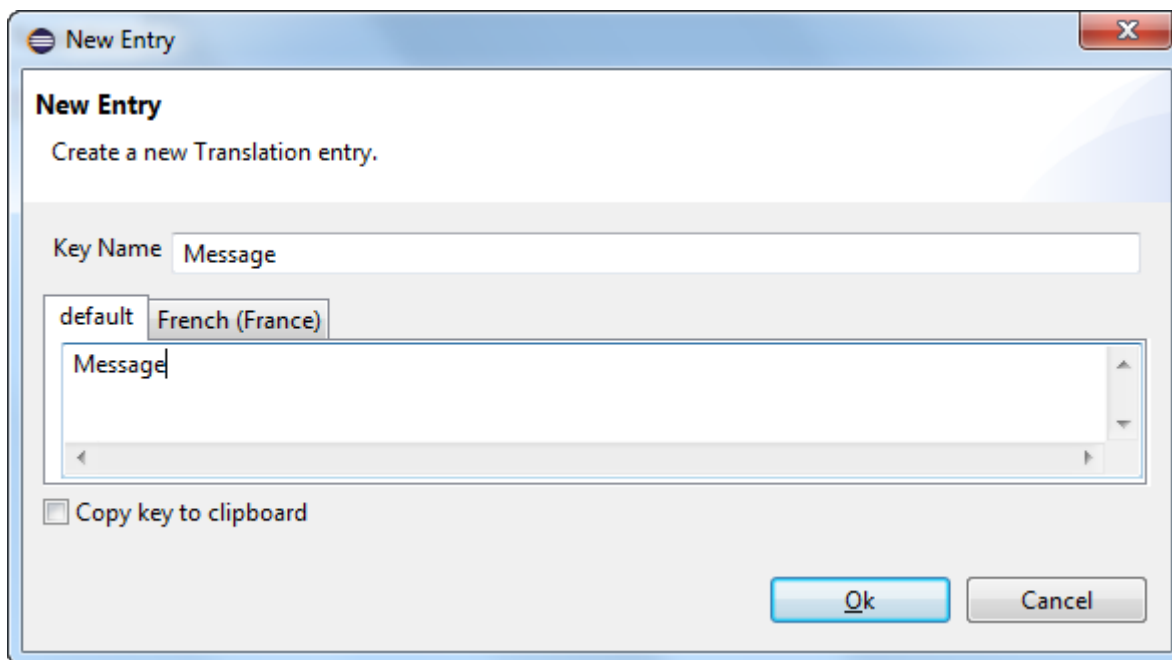 New Entry
New Entry
Create a new Translation entry.
Key Name Message
default French (France)
Message
Copy key to clipboard
Ok Cancel